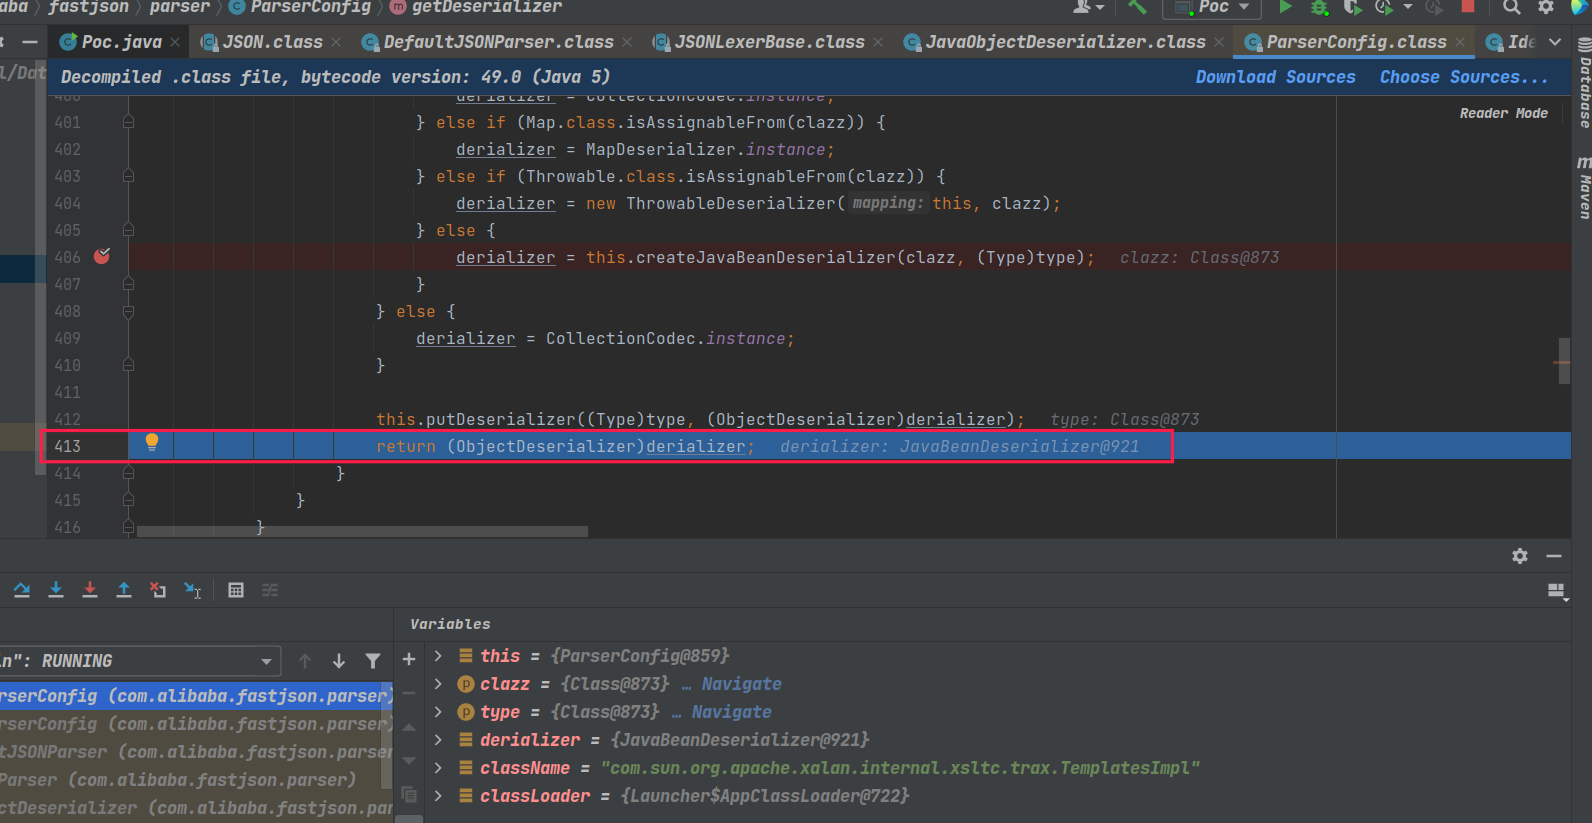 aba > fastjson > parser > ParserConfig > getDeserializer
Poc
Poc.java JSON.class DefaultJSONParser.class JSONLexerBase.class JavaObjectDeserializer.class ParserConfig.class Ide
l/Dat
Decompiled .class file, bytecode version: 49.0 (Java 5) Download Sources Choose Sources...
Reader Mode
400 derializer = CollectionCodec.instance;
401 } else if (Map.class.isAssignableFrom(clazz)) {
402 derializer = MapDeserializer.instance;
403 } else if (Throwable.class.isAssignableFrom(clazz)) {
404 derializer = new ThrowableDeserializer( mapping: this, clazz);
405 } else {
406 derializer = this.createJavaBeanDeserializer(clazz, (Type)type); clazz: Class@873
407 }
408 } else {
409 derializer = CollectionCodec.instance;
410 }
411
412 this.putDeserializer((Type)type, (ObjectDeserializer)derializer); type: Class@873
413 return (ObjectDeserializer)derializer; derializer: JavaBeanDeserializer@921
414 }
415 }
416 }
Database
Maven
Variables
n": RUNNING
rserConfig (com.alibaba.fastjson.parser)
rserConfig (com.alibaba.fastjson.parser)
tJSONParser (com.alibaba.fastjson.parser
Parser (com.alibaba.fastjson.parser)
ctDeserializer (com.alibaba.fastjson.par
this = {ParserConfig@859}
clazz = {Class@873} … Navigate
type = {Class@873} … Navigate
derializer = {JavaBeanDeserializer@921}
className = "com.sun.org.apache.xalan.internal.xsltc.trax.TemplatesImpl"
classLoader = {Launcher$AppClassLoader@722}